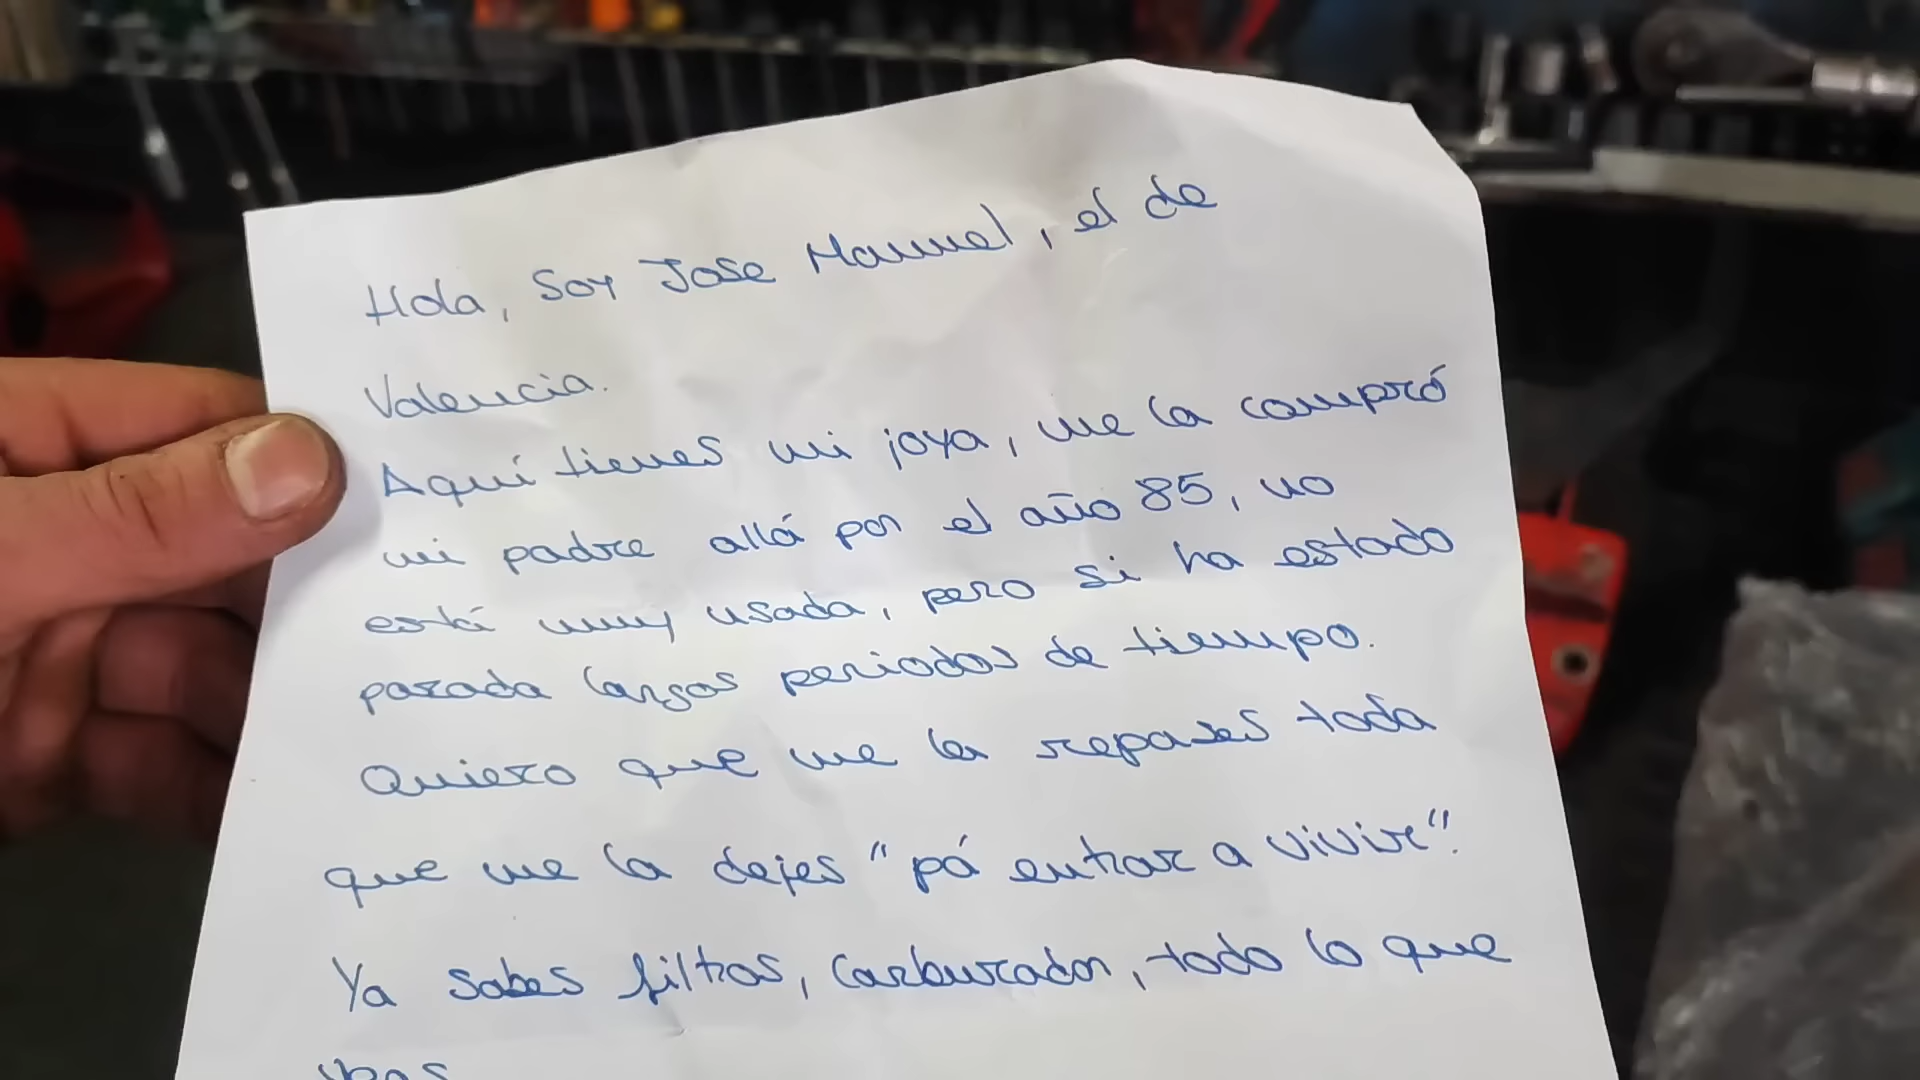 Hola, Soy Jose Manuel, el de
Valencia.
Aquí tienes mi joya, me la compró
mi padre allá por el año 85, no
está muy usada, pero si ha estado
parada largos periodos de tiempo.
Quiero que me la repases toda
que me la dejes "pá entrar a vivir".
Ya sabes filtros, carburador, todo lo que
veas